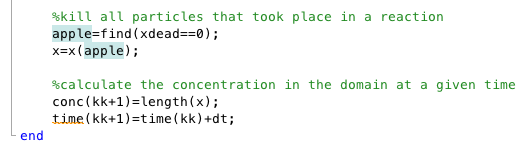 %kill all particles that took place in a reaction
apple=find(xdead==0);
x=x(apple);
%calculate the concentration in the domain at a given time
conc(kk+1)=length(x);
time(kk+1)=time(kk)+dt;
end